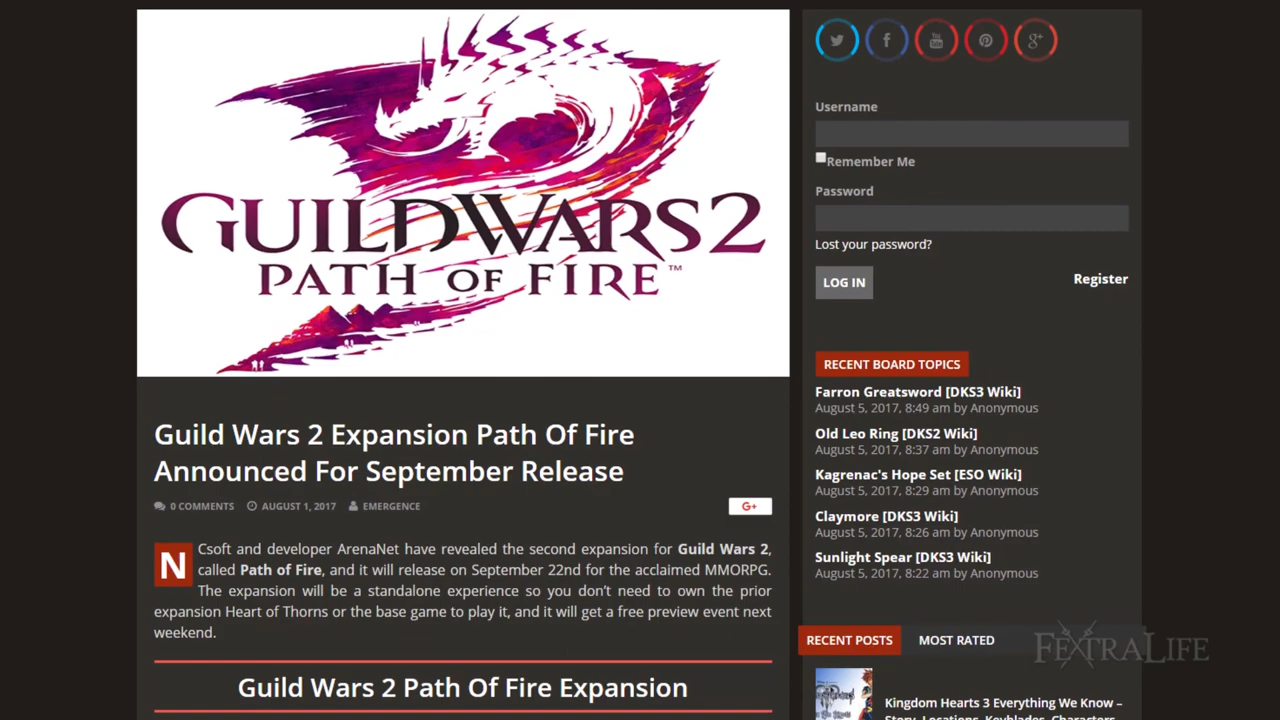 GUILD WARS 2
PATH OF FIRE™
Guild Wars 2 Expansion Path Of Fire
Announced For September Release
0 COMMENTS AUGUST 1, 2017 EMERGENCE
G+
NCsoft and developer ArenaNet have revealed the second expansion for Guild Wars 2,
called Path of Fire, and it will release on September 22nd for the acclaimed MMORPG.
The expansion will be a standalone experience so you don't need to own the prior
expansion Heart of Thorns or the base game to play it, and it will get a free preview event next
weekend.
Guild Wars 2 Path Of Fire Expansion
Username
Remember Me
Password
Lost your password?
LOG IN
Register
RECENT BOARD TOPICS
Farron Greatsword [DKS3 Wiki]
August 5, 2017, 8:49 am by Anonymous
Old Leo Ring [DKS2 Wiki]
August 5, 2017, 8:37 am by Anonymous
Kagrenac's Hope Set [ESO Wiki]
August 5, 2017, 8:29 am by Anonymous
Claymore [DKS3 Wiki]
August 5, 2017, 8:26 am by Anonymous
Sunlight Spear [DKS3 Wiki]
August 5, 2017, 8:22 am by Anonymous
RECENT POSTS MOST RATED
FEXTRALIFE
Kingdom Hearts 3 Everything We Know –
Story, Locations, Keyblades, Characters